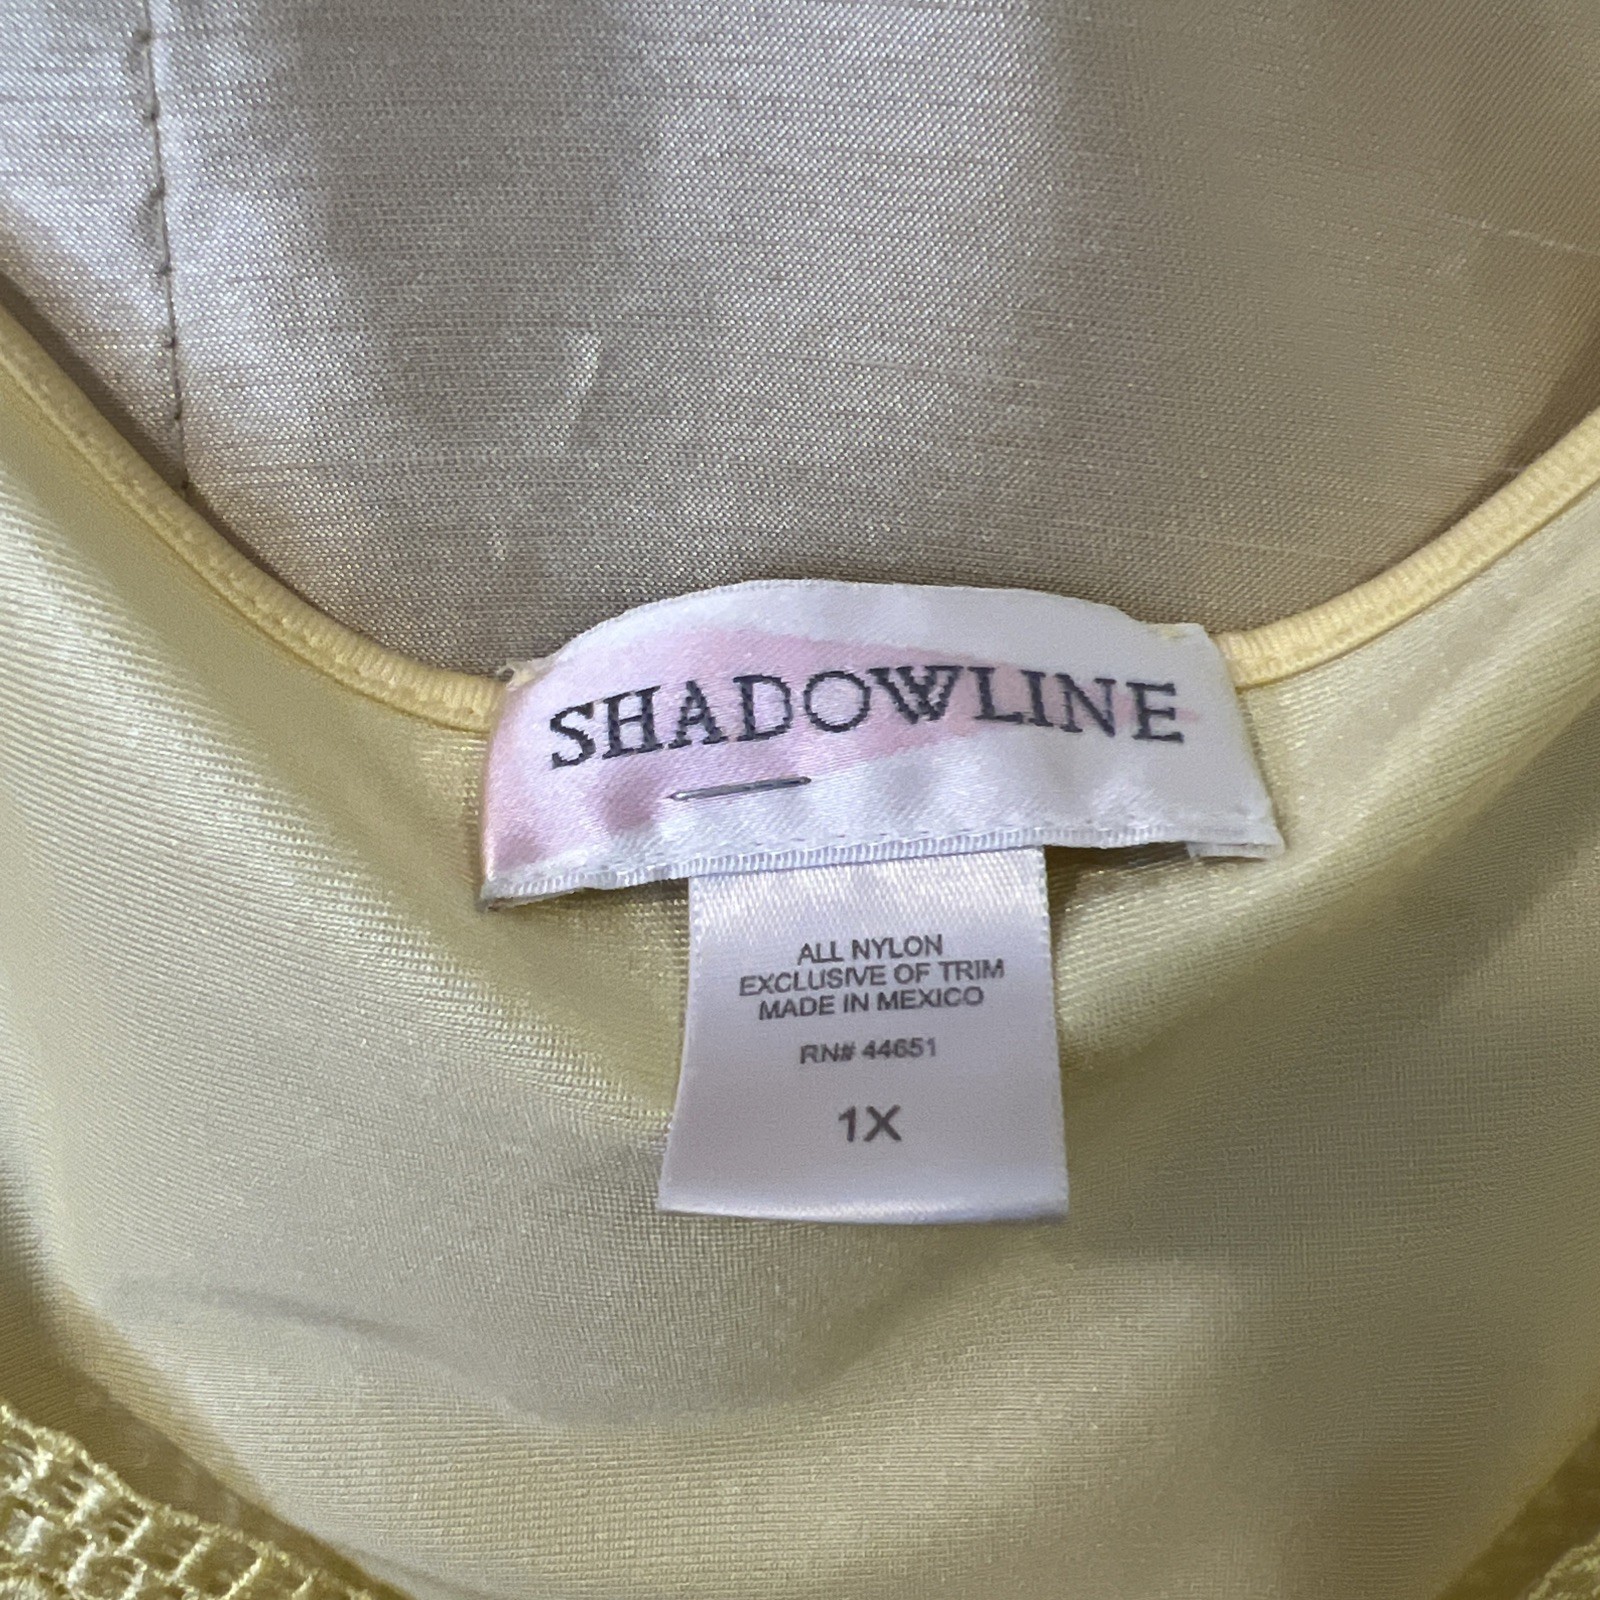 SHADOWLINE
ALL NYLON
EXCLUSIVE OF TRIM
MADE IN MEXICO
RN# 44651
1X